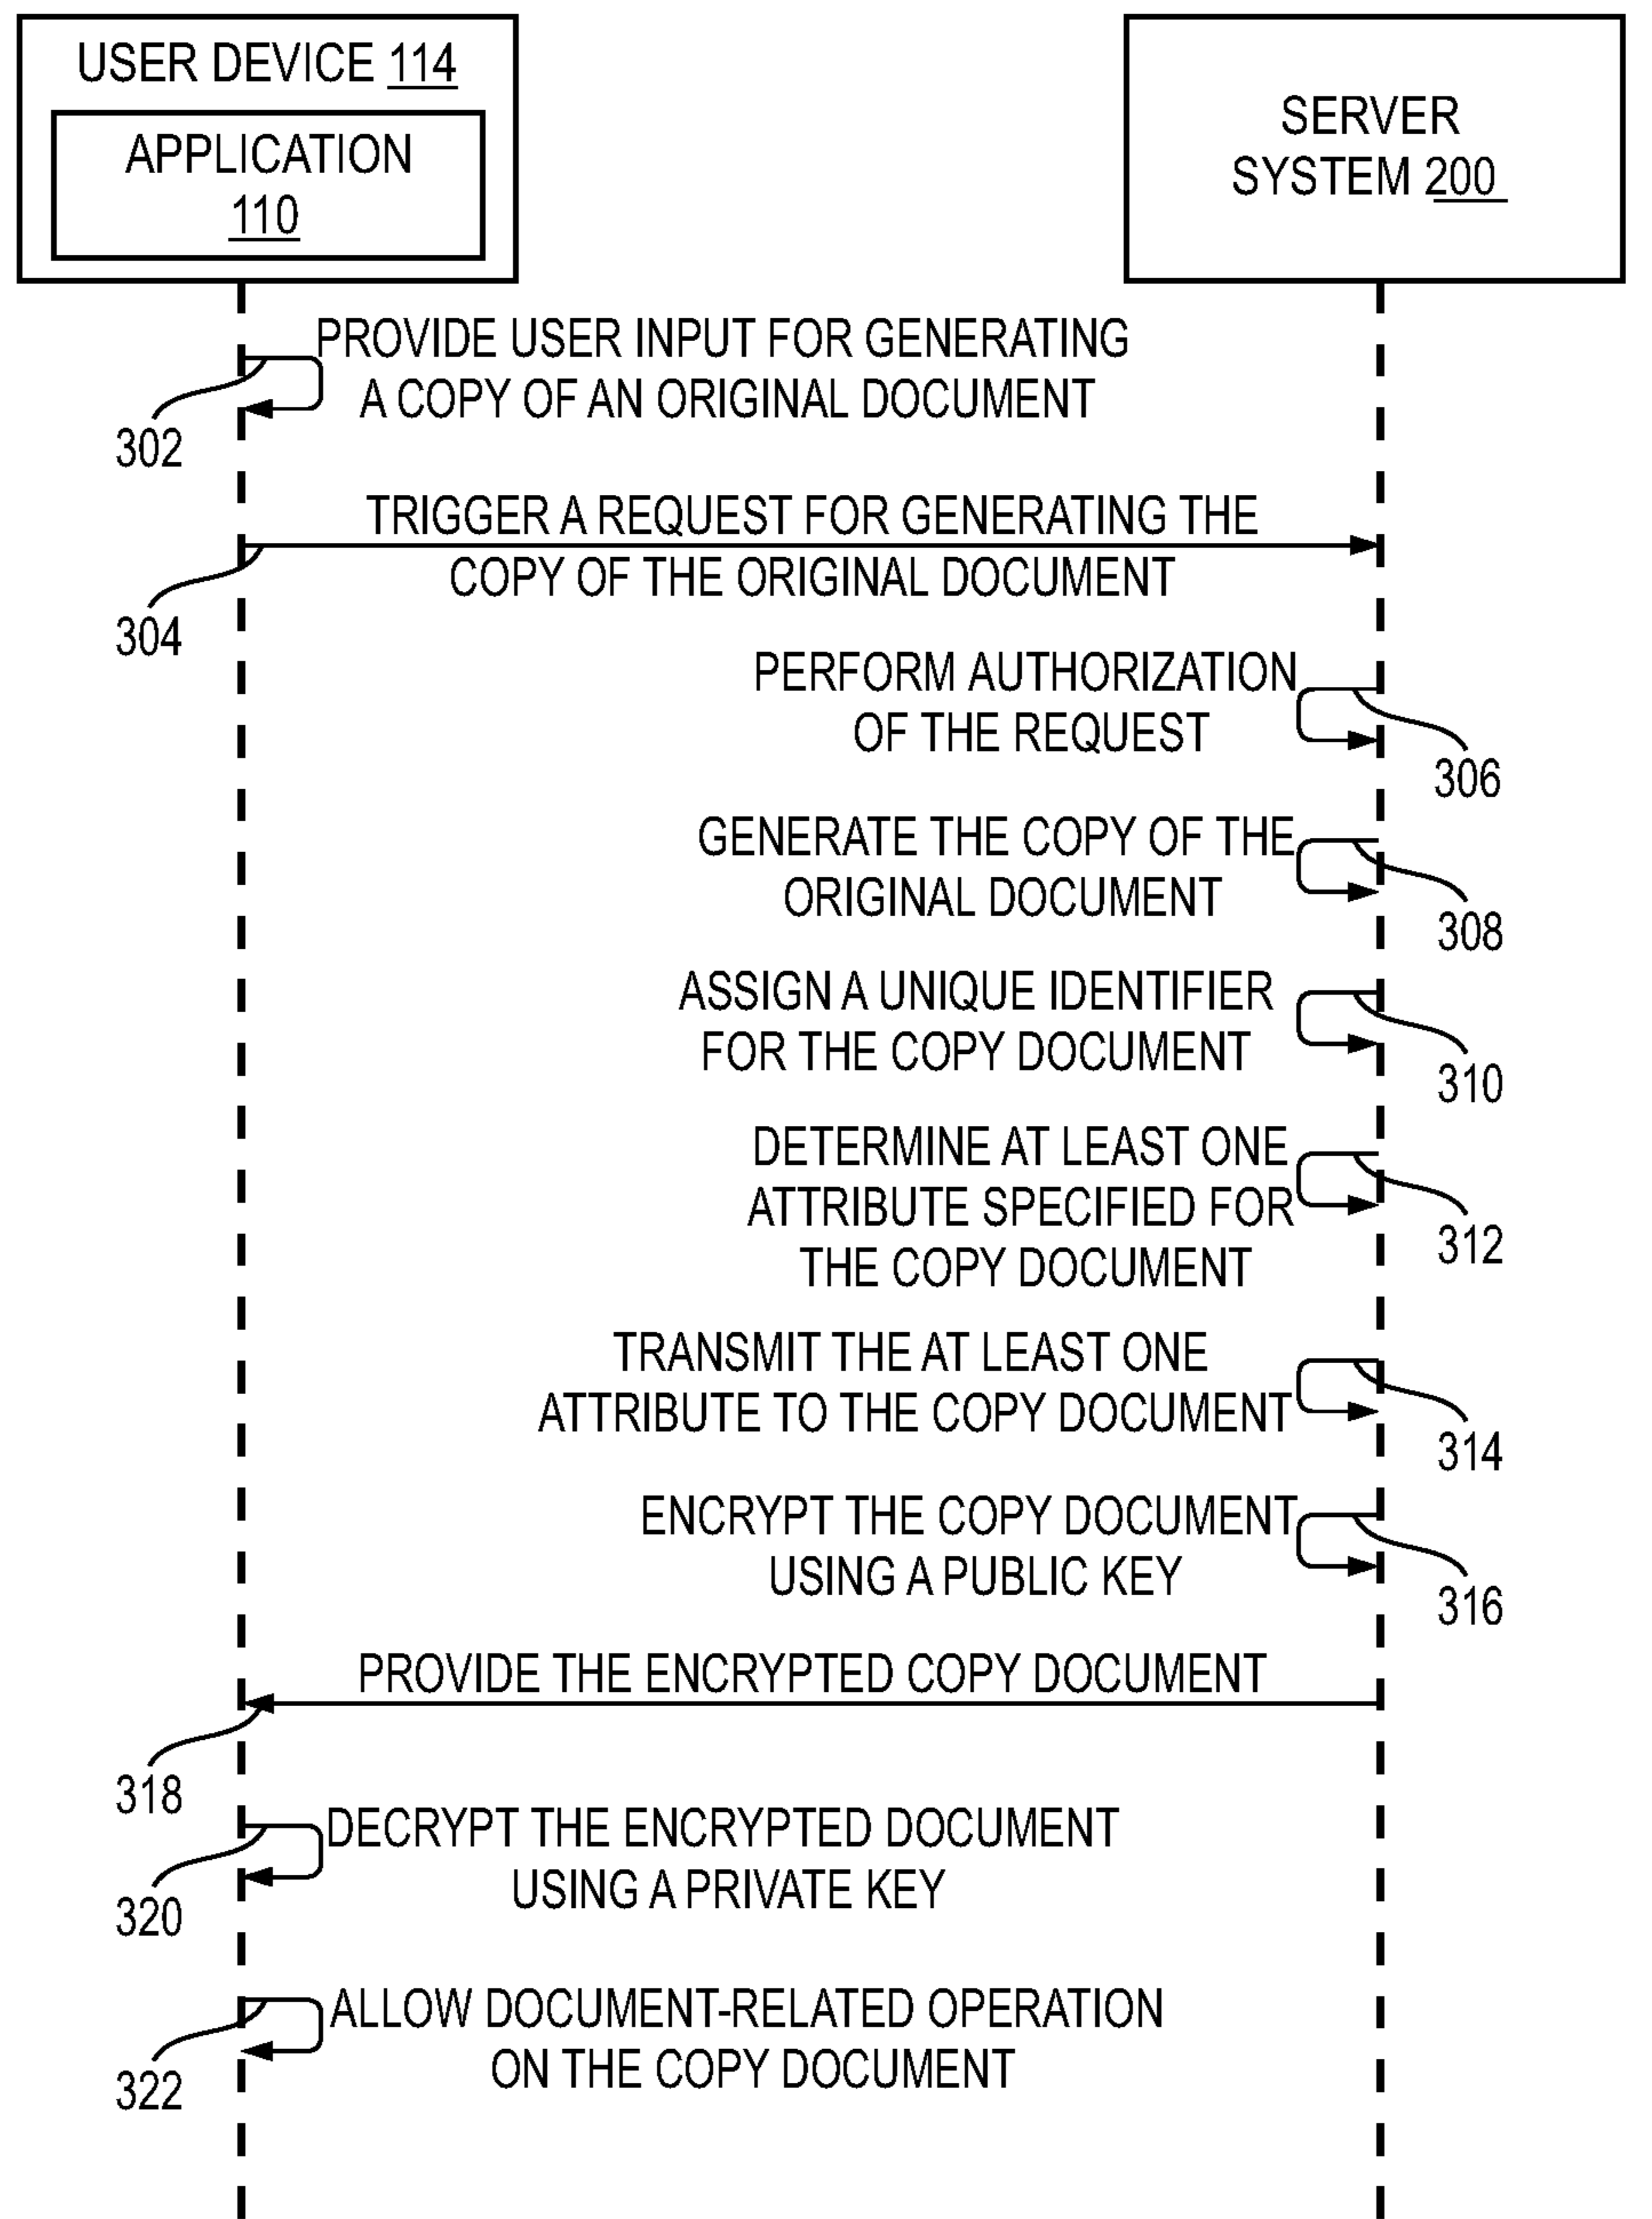 USER DEVICE 114
APPLICATION
110
SERVER
SYSTEM 200
PROVIDE USER INPUT FOR GENERATING
A COPY OF AN ORIGINAL DOCUMENT
302
TRIGGER A REQUEST FOR GENERATING THE
COPY OF THE ORIGINAL DOCUMENT
304
PERFORM AUTHORIZATION
OF THE REQUEST
306
GENERATE THE COPY OF THE
ORIGINAL DOCUMENT
308
ASSIGN A UNIQUE IDENTIFIER
FOR THE COPY DOCUMENT
310
DETERMINE AT LEAST ONE
ATTRIBUTE SPECIFIED FOR
THE COPY DOCUMENT
312
TRANSMIT THE AT LEAST ONE
ATTRIBUTE TO THE COPY DOCUMENT
314
ENCRYPT THE COPY DOCUMENT
USING A PUBLIC KEY
316
PROVIDE THE ENCRYPTED COPY DOCUMENT
318
DECRYPT THE ENCRYPTED DOCUMENT
USING A PRIVATE KEY
320
ALLOW DOCUMENT-RELATED OPERATION
ON THE COPY DOCUMENT
322